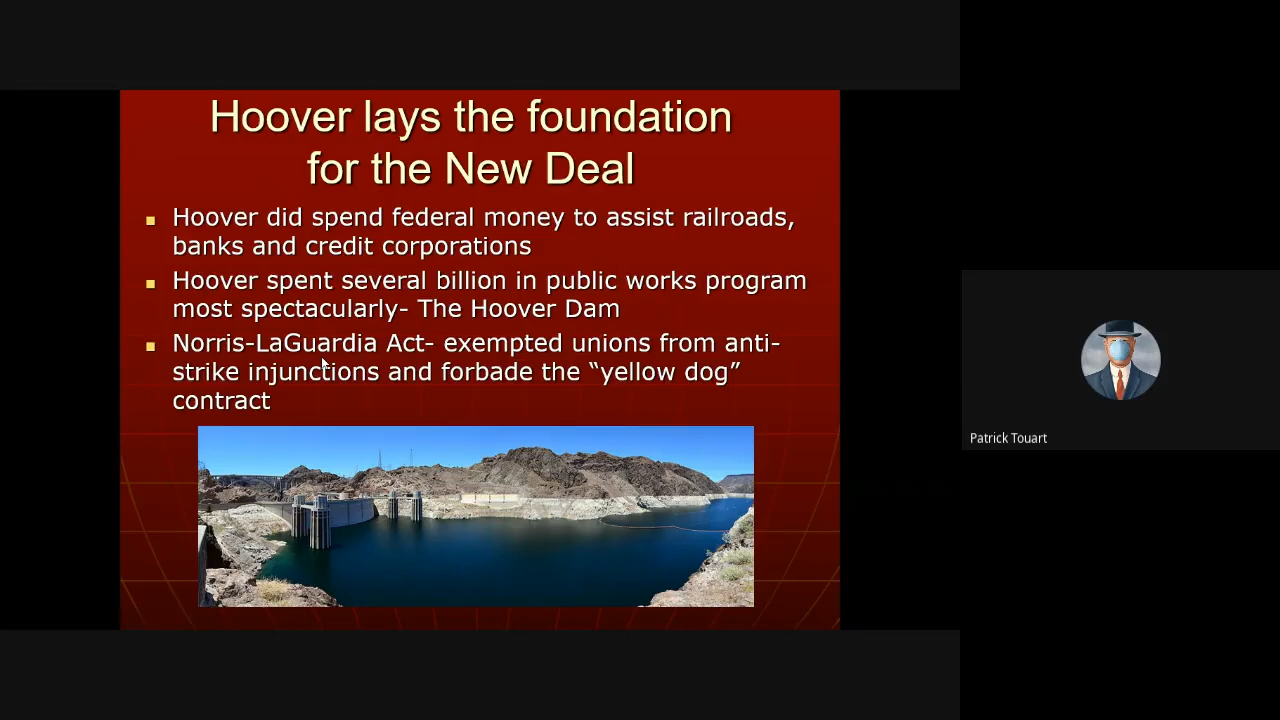 Hoover lays the foundation
for the New Deal
Hoover did spend federal money to assist railroads,
banks and credit corporations
Hoover spent several billion in public works program
most spectacularly- The Hoover Dam
Norris-LaGuardia Act- exempted unions from anti-
strike injunctions and forbade the “yellow dog”
contract
Patrick Touart